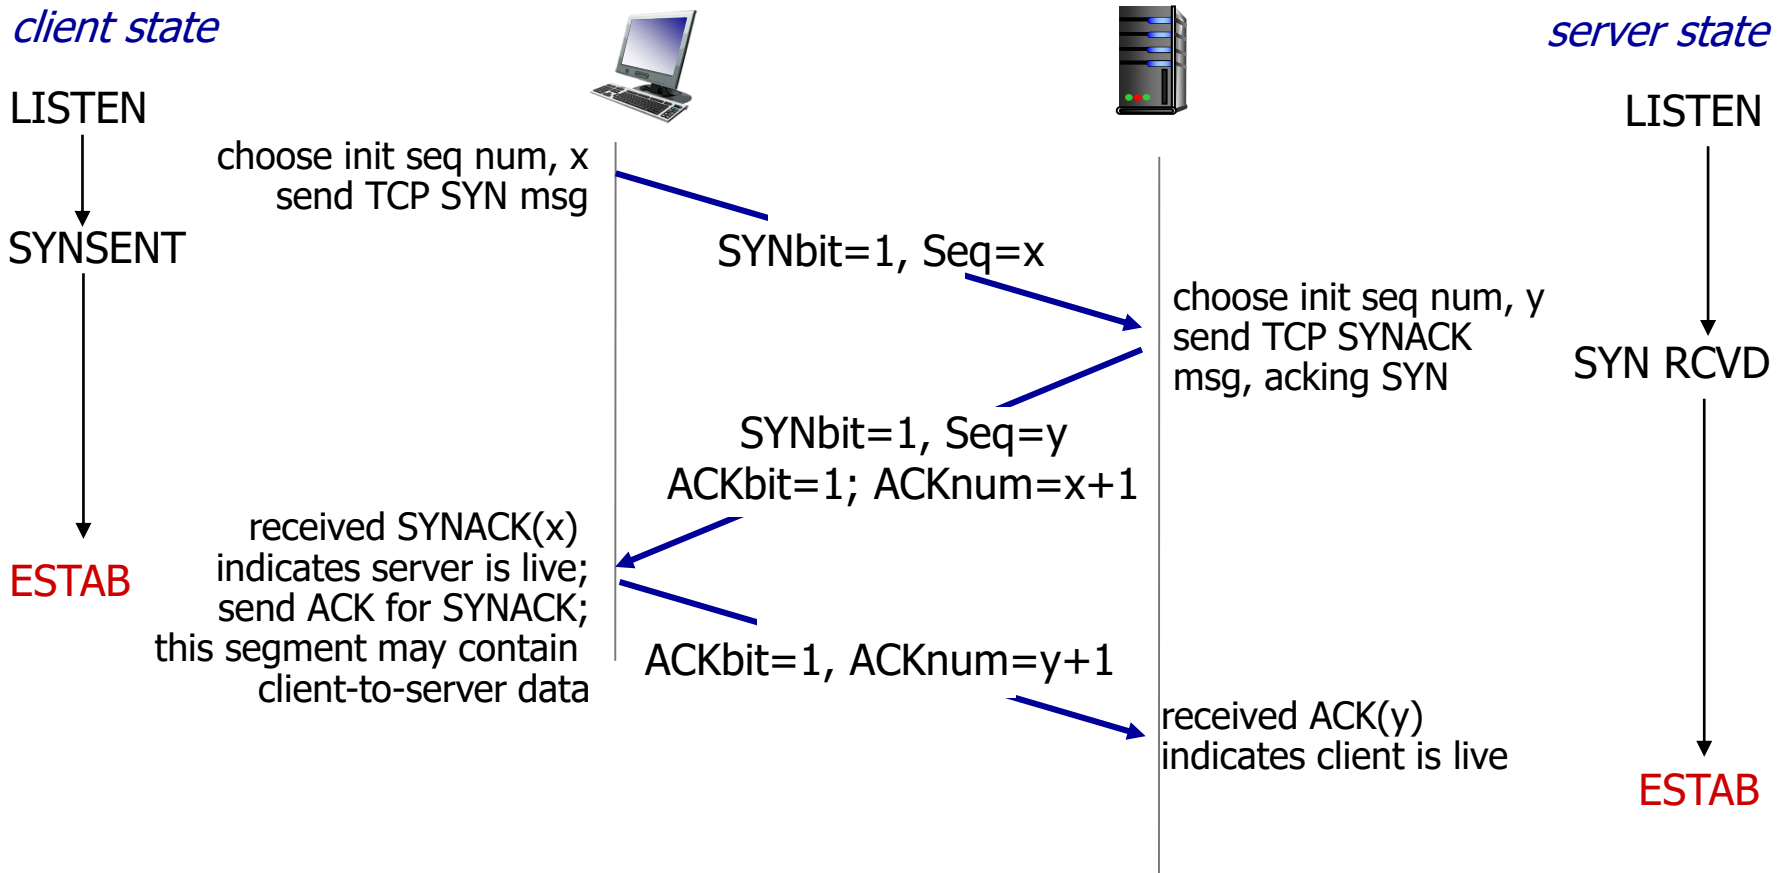 client state
server state
LISTEN
LISTEN
choose init seq num, x
send TCP SYN msg
SYNSENT
SYNbit=1, Seq=x
choose init seq num, y
send TCP SYNACK
msg, acking SYN
SYN RCVD
SYNbit=1, Seq=y
ACKbit=1; ACKnum=x+1
received SYNACK(x)
indicates server is live;
send ACK for SYNACK;
this segment may contain
client-to-server data
ESTAB
ACKbit=1, ACKnum=y+1
received ACK(y)
indicates client is live
ESTAB